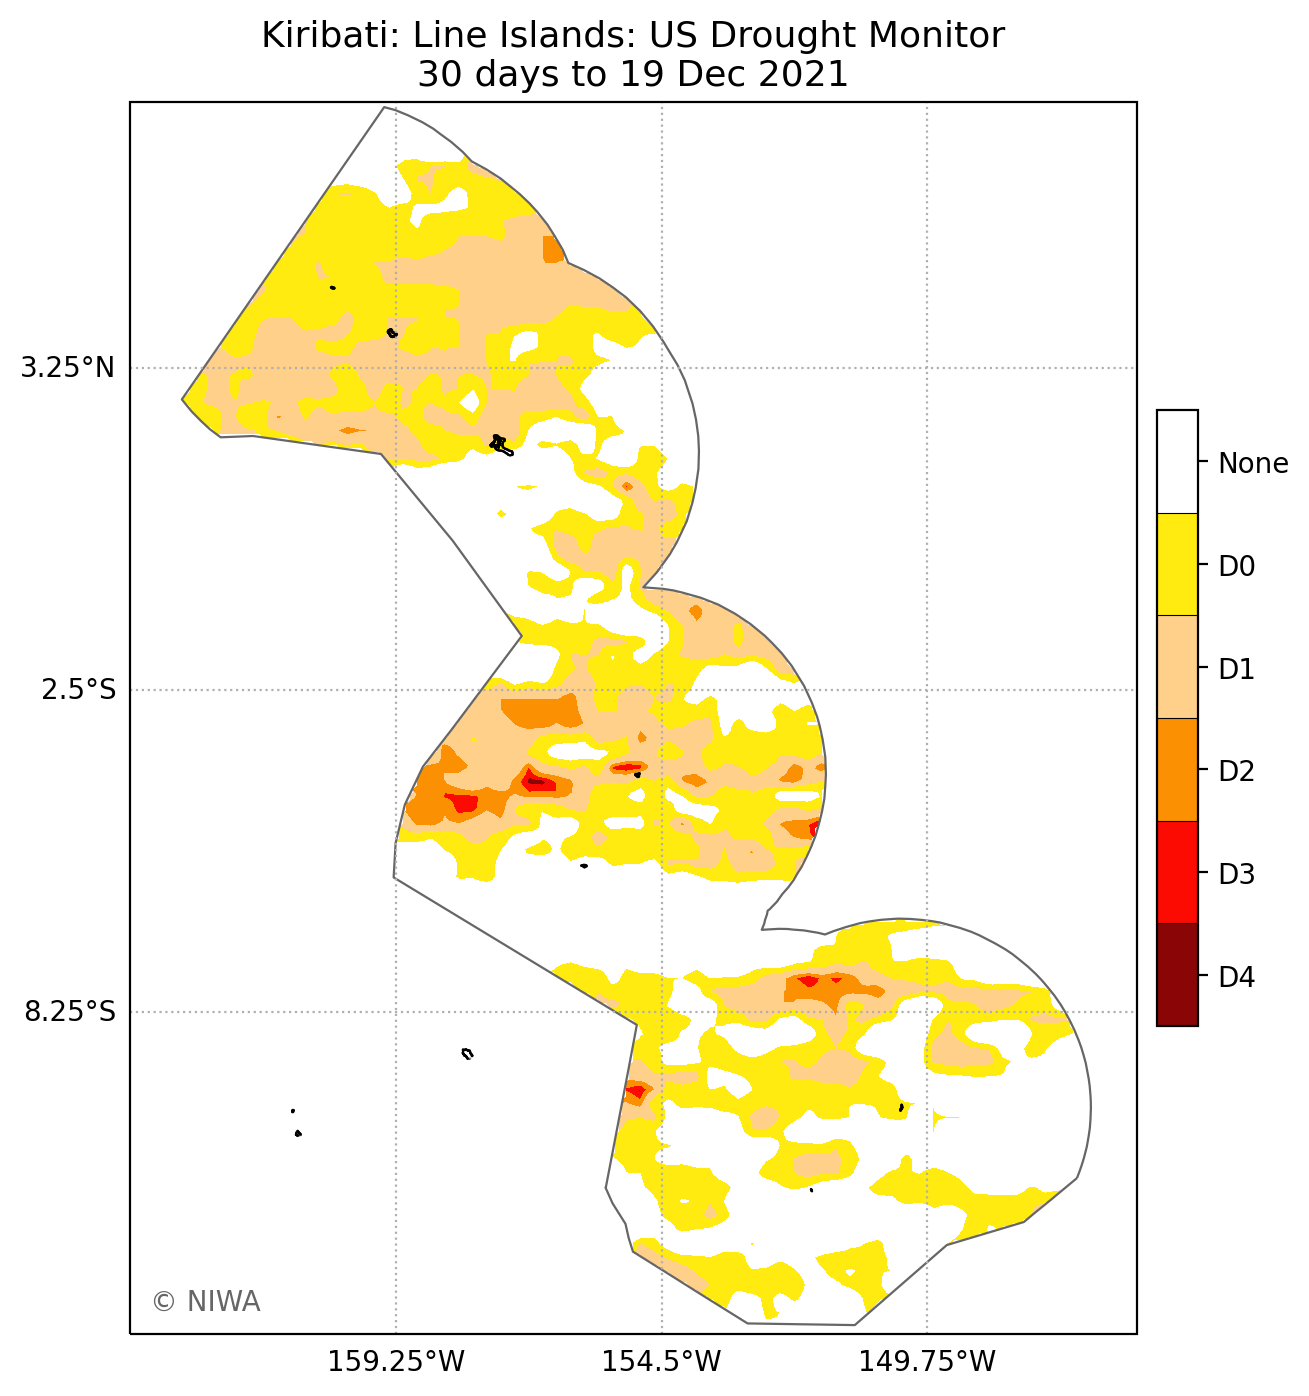 Kiribati: Line Islands: US Drought Monitor
30 days to 19 Dec 2021
3.25°N
2.5°S
8.25°S
159.25°W
154.5°W
149.75°W
None
D0
D1
D2
D3
D4
© NIWA